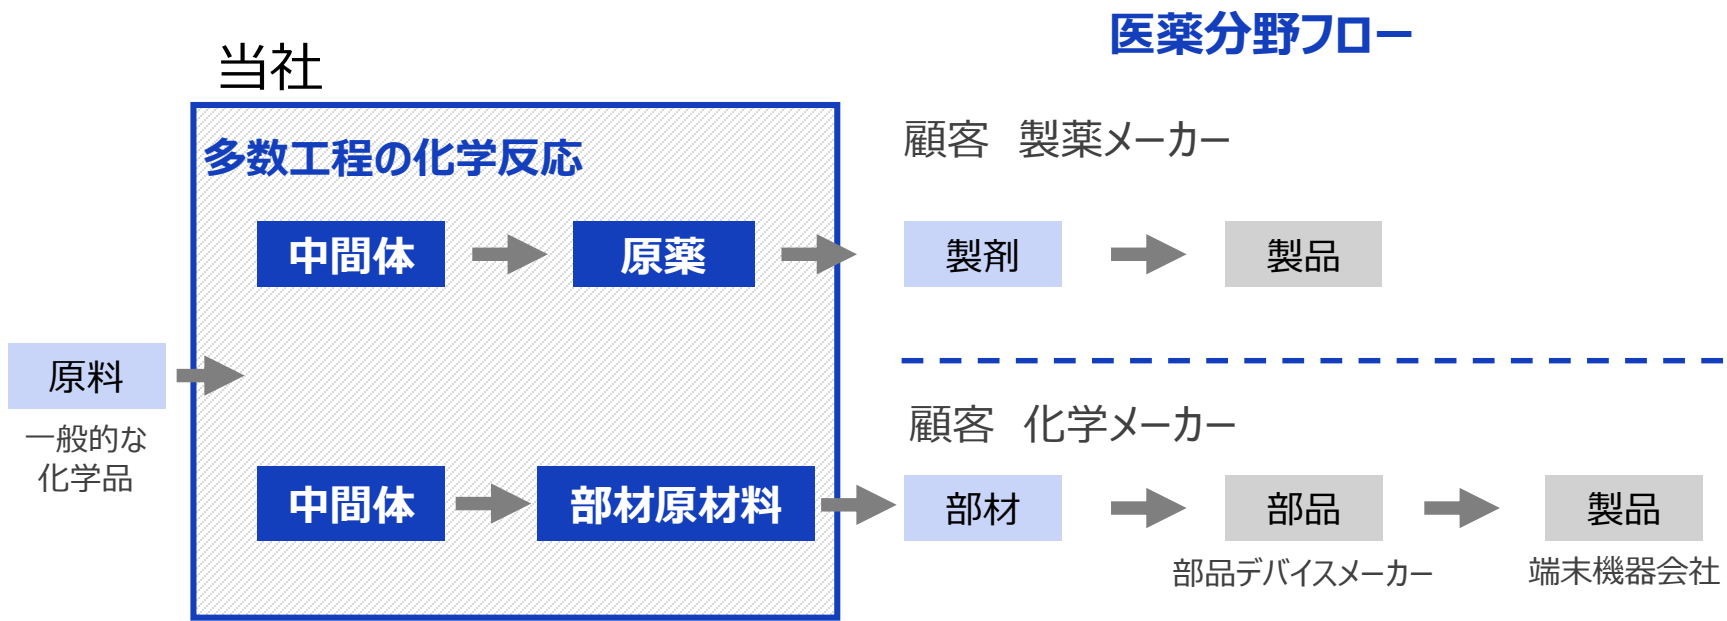 医薬分野フロー
当社
多数工程の化学反応
顧客　製薬メーカー
中間体
原薬
製剤
製品
原料
一般的な
化学品
顧客　化学メーカー
中間体
部材原材料
部材
部品
製品
部品デバイスメーカー
端末機器会社